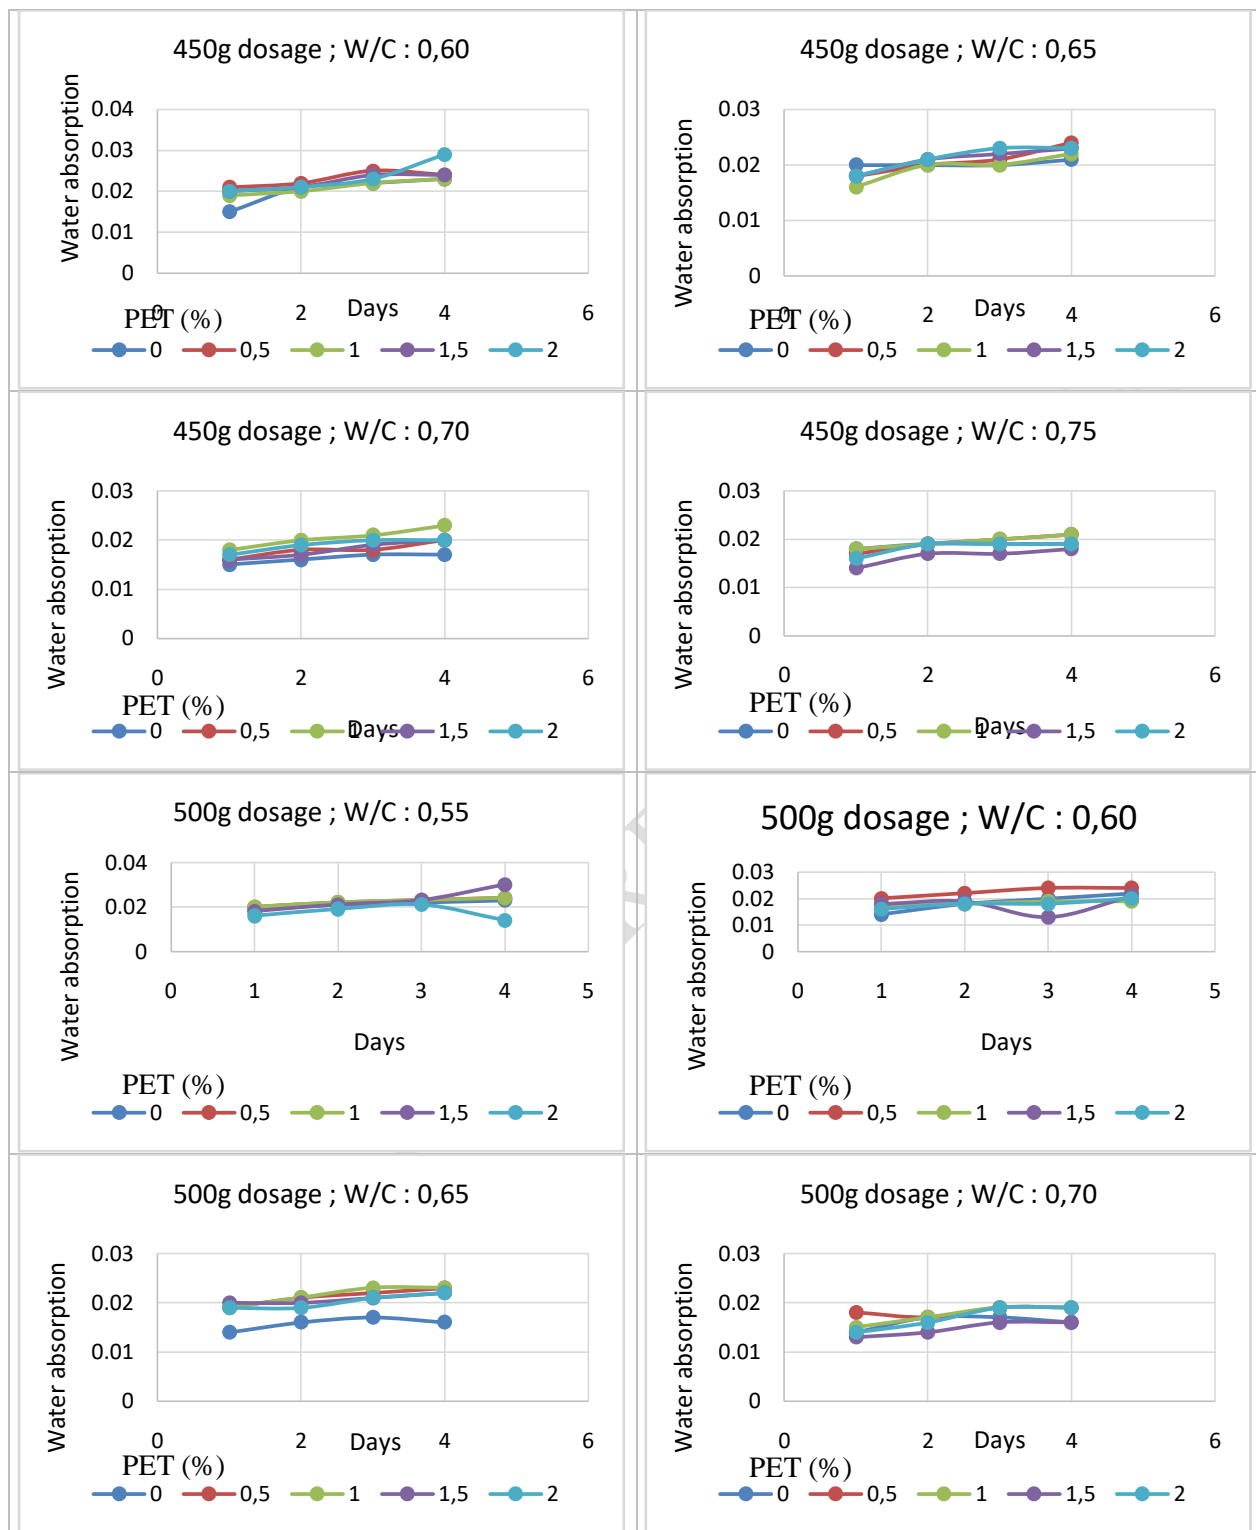 450g dosage ; W/C : 0,60
Water absorption
0.04
0.03
0.02
0.01
0
0 2 4 6
Days
PET (%)
0 0,5 1 1,5 2
450g dosage ; W/C : 0,65
Water absorption
0.03
0.02
0.01
0
0 2 4 6
Days
PET (%)
0 0,5 1 1,5 2
450g dosage ; W/C : 0,70
Water absorption
0.03
0.02
0.01
0
0 2 4 6
PET (%)
Days
0 0,5 1 1,5 2
450g dosage ; W/C : 0,75
Water absorption
0.03
0.02
0.01
0
0 2 4 6
PET (%)
Days
0 0,5 1 1,5 2
500g dosage ; W/C : 0,55
Water absorption
0.04
0.02
0
0 1 2 3 4 5
Days
PET (%)
0 0,5 1 1,5 2
500g dosage ; W/C : 0,60
Water absorption
0.03
0.02
0.01
0
0 1 2 3 4 5
Days
PET (%)
0 0,5 1 1,5 2
500g dosage ; W/C : 0,65
Water absorption
0.03
0.02
0.01
0
0 2 4 6
Days
PET (%)
0 0,5 1 1,5 2
500g dosage ; W/C : 0,70
Water absorption
0.03
0.02
0.01
0
0 2 4 6
Days
PET (%)
0 0,5 1 1,5 2